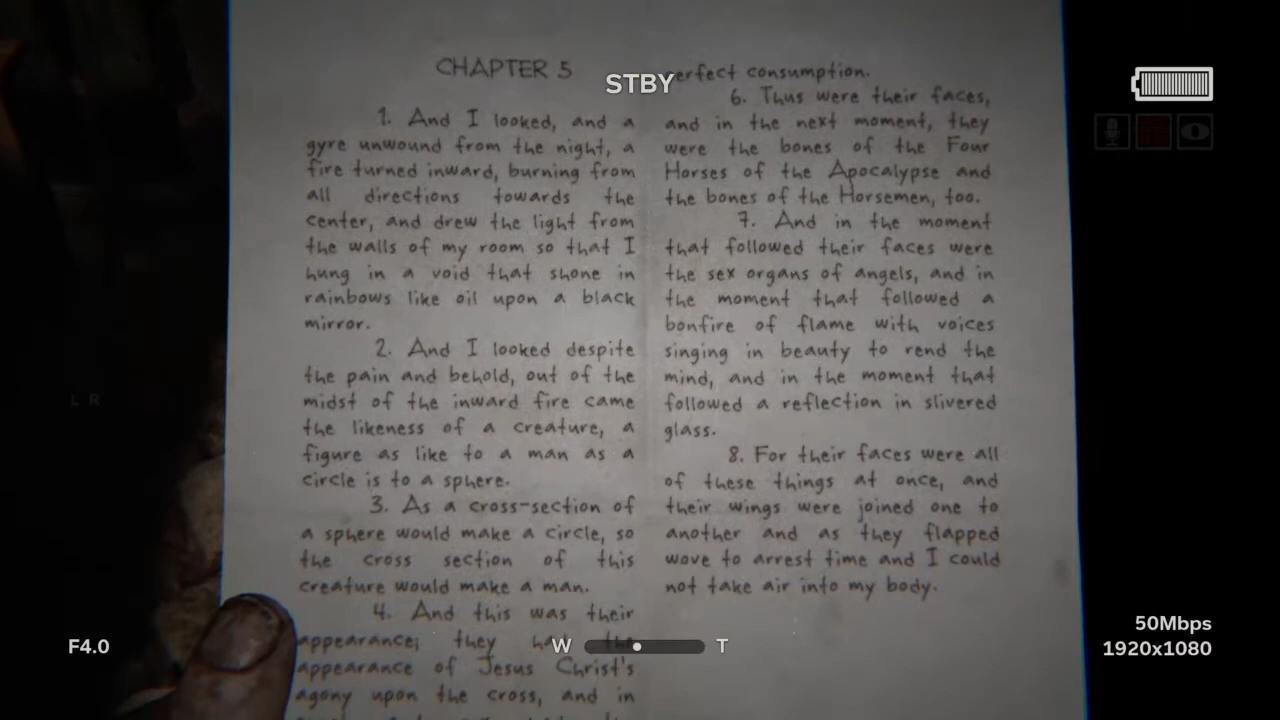 CHAPTER 5
1. And I looked, and a
gyre unwound from the night, a
fire turned inward, burning from
all directions towards the
center, and drew the light from
the walls of my room so that I
hung in a void that shone in
rainbows like oil upon a black
mirror.
2. And I looked despite
the pain and behold, out of the
midst of the inward fire came
the likeness of a creature, a
figure as like to a man as a
circle is to a sphere.
3. As a cross-section of
a sphere would make a circle, so
the cross section of this
creature would make a man.
4. And this was their
appearance; they had the
appearance of Jesus Christ's
agony upon the cross, and in
perfect consumption.
6. Thus were their faces,
and in the next moment, they
were the bones of the Four
Horses of the Apocalypse and
the bones of the Horsemen, too.
7. And in the moment
that followed their faces were
the sex organs of angels, and in
the moment that followed a
bonfire of flame with voices
singing in beauty to rend the
mind, and in the moment that
followed a reflection in slivered
glass.
8. For their faces were all
of these things at once, and
their wings were joined one to
another and as they flapped
wove to arrest time and I could
not take air into my body.
STBY
L R
F4.0
W T
50Mbps
1920x1080